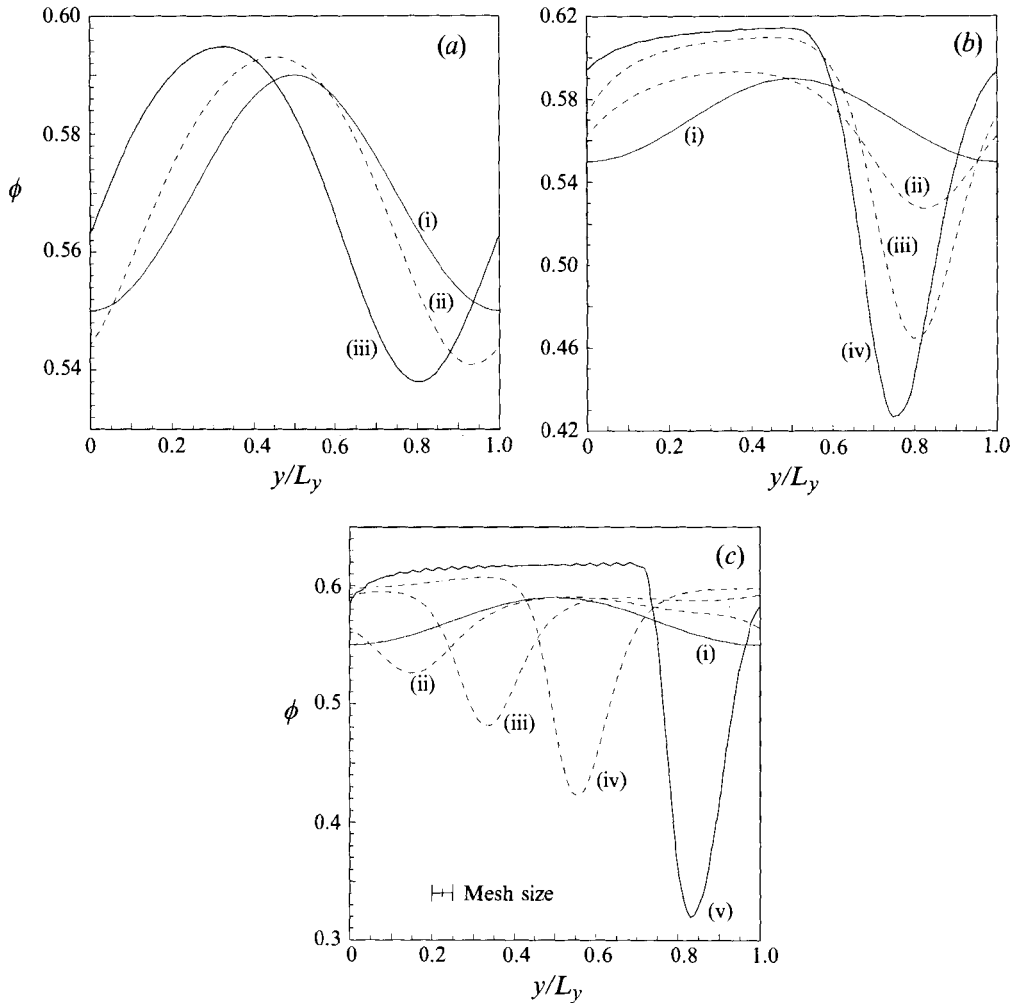 0.60
(a)
0.58
(i)
0.56
(ii)
(iii)
0.54
ϕ
0 0.2 0.4 0.6 0.8 1.0
y/L_y
0.62
(b)
0.58
(i)
(ii)
0.54
(iii)
0.50
(iv)
0.46
0.42
ϕ
0 0.2 0.4 0.6 0.8 1.0
y/L_y
(c)
0.6
(i)
(ii)
0.5
(iii)
(iv)
0.4
Mesh size
(v)
0.3
ϕ
0 0.2 0.4 0.6 0.8 1.0
y/L_y